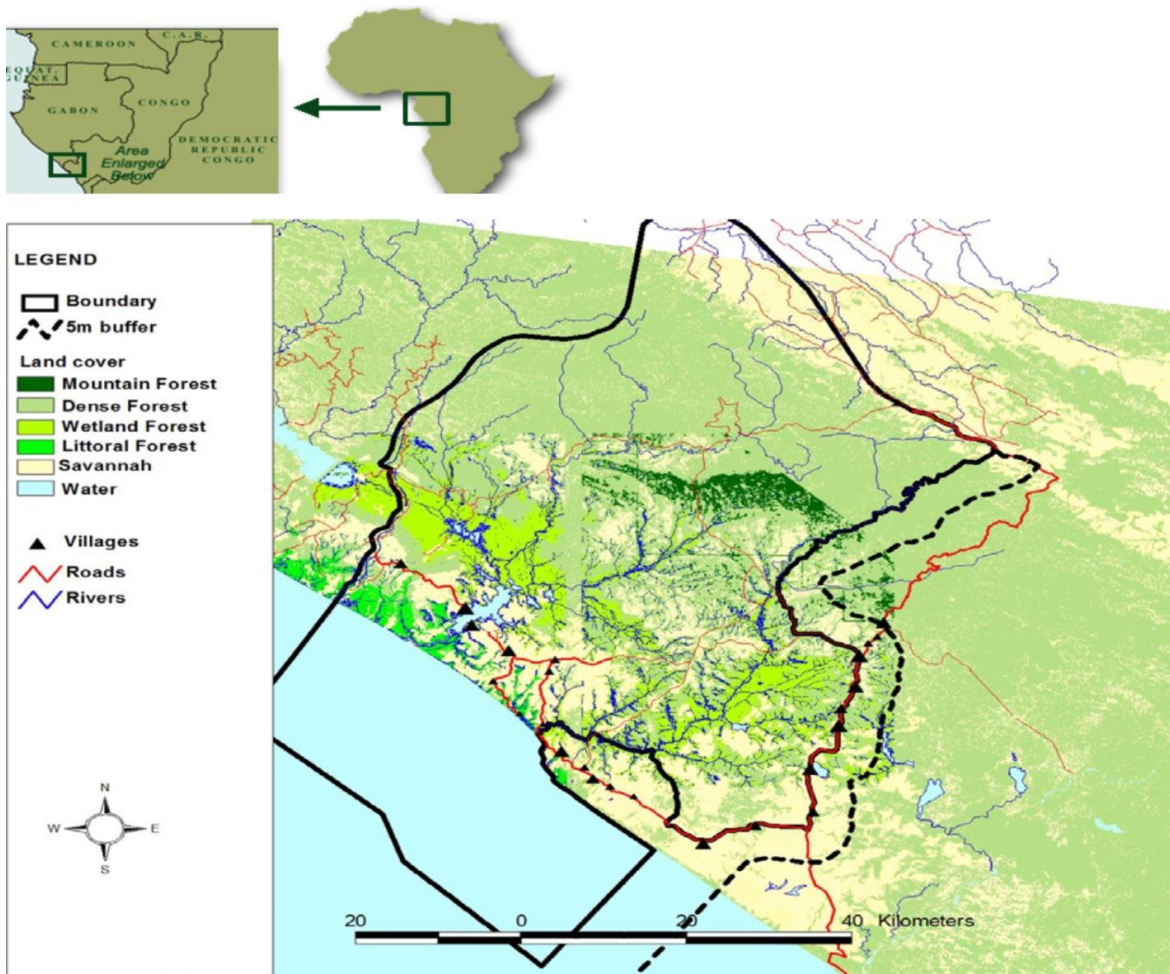 CAMEROON
C.A.R.
EQUAT.
GUINEA
GABON
CONGO
DEMOCRATIC
REPUBLIC
CONGO
Area
Enlarged
Below
LEGEND
Boundary
5m buffer
Land cover
Mountain Forest
Dense Forest
Wetland Forest
Littoral Forest
Savannah
Water
Villages
Roads
Rivers
N
W
E
S
20 0 20 40 Kilometers